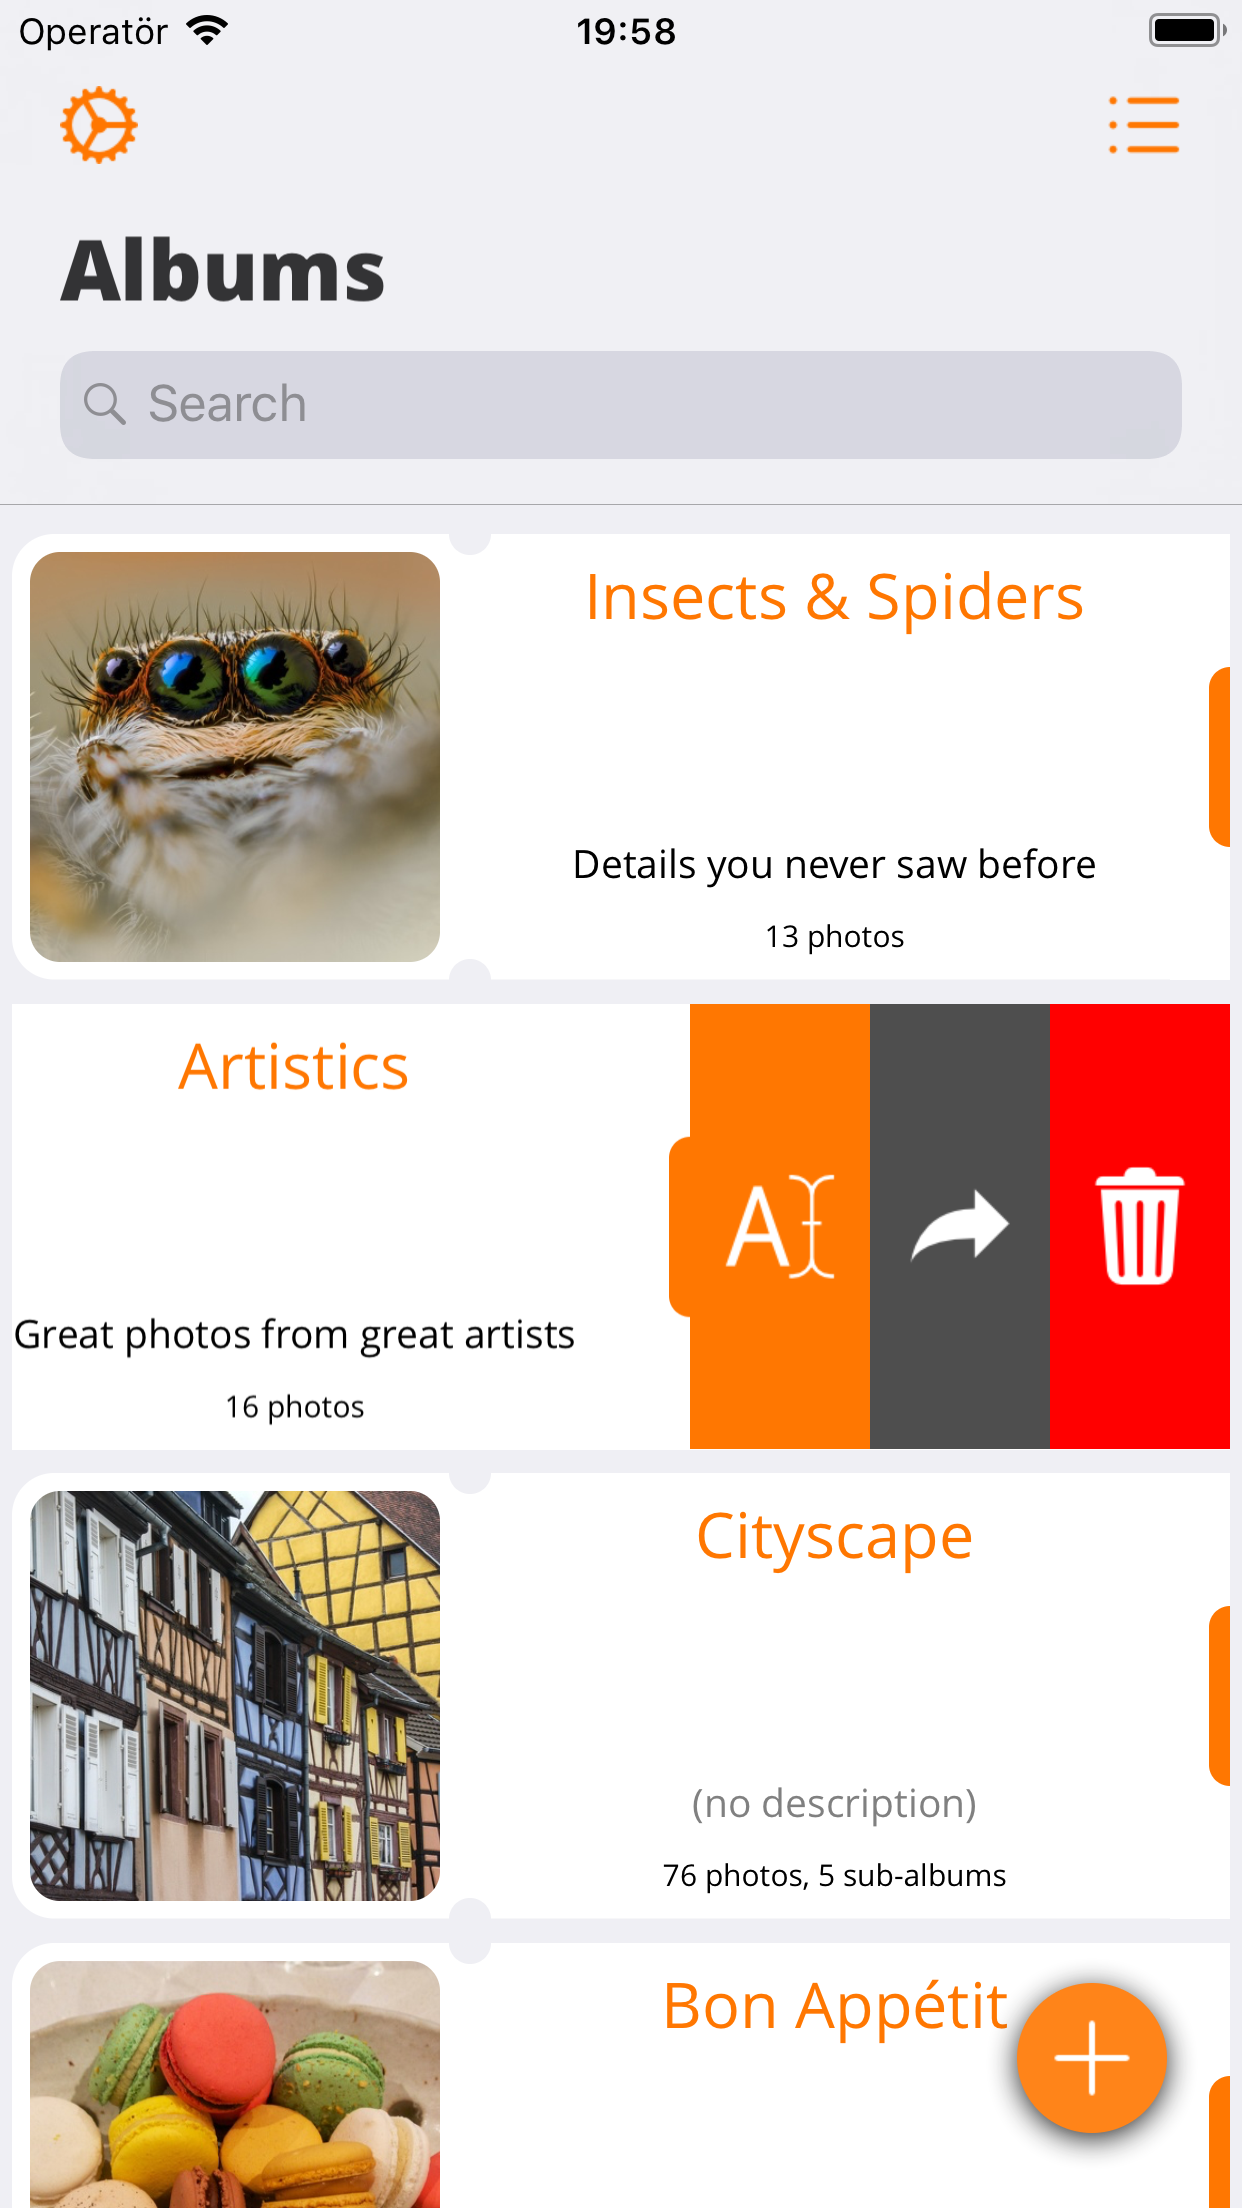 Operatör 19:58
Albums
Search
Insects & Spiders
Details you never saw before
13 photos
Artistics
A
Great photos from great artists
16 photos
Cityscape
(no description)
76 photos, 5 sub-albums
Bon Appétit